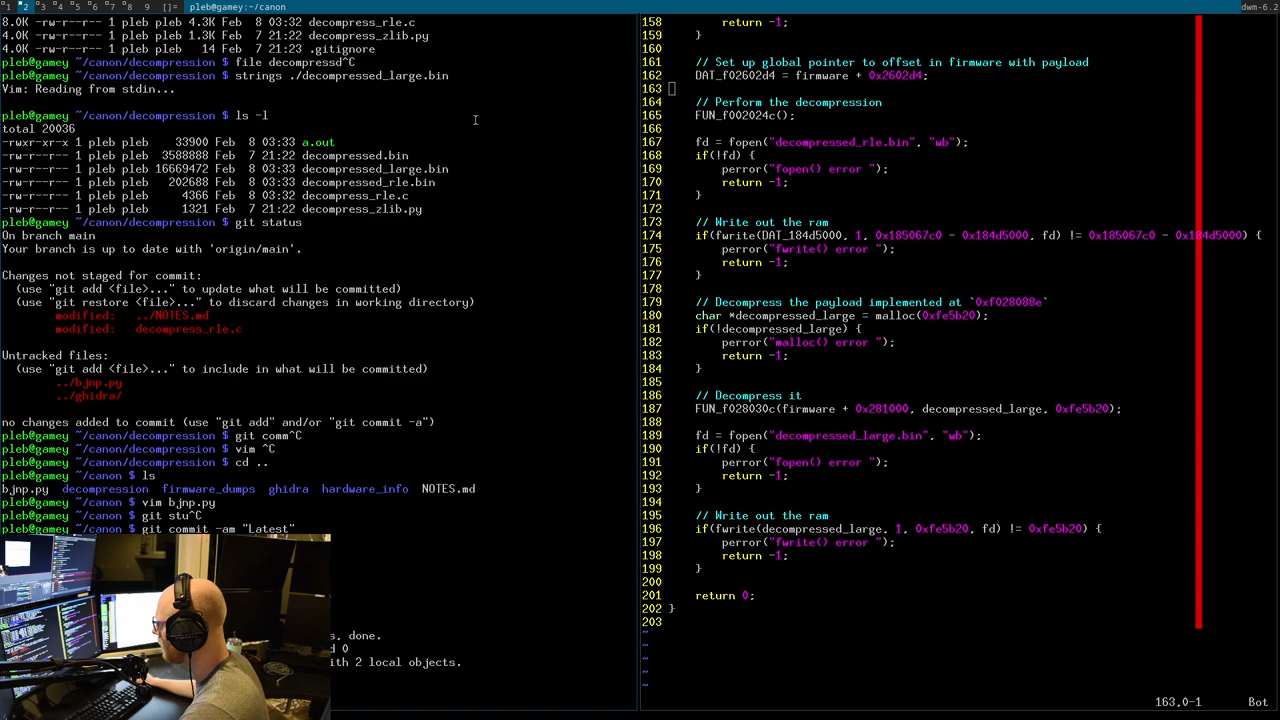 1 2 3 4 5 6 7 8 9 []= pleb@gamey:~/canon dwm-6.2
8.0K -rw-r--r-- 1 pleb pleb 4.3K Feb  8 03:32 decompress_rle.c
4.0K -rw-r--r-- 1 pleb pleb 1.3K Feb  7 21:22 decompress_zlib.py
4.0K -rw-r--r-- 1 pleb pleb   14 Feb  7 21:23 .gitignore
pleb@gamey ~/canon/decompression $ file decompressd^C
pleb@gamey ~/canon/decompression $ strings ./decompressed_large.bin
Vim: Reading from stdin...
pleb@gamey ~/canon/decompression $ ls -l
total 20036
-rwxr-xr-x 1 pleb pleb    33900 Feb  8 03:33 a.out
-rw-r--r-- 1 pleb pleb  3588888 Feb  7 21:22 decompressed.bin
-rw-r--r-- 1 pleb pleb 16669472 Feb  8 03:33 decompressed_large.bin
-rw-r--r-- 1 pleb pleb   202688 Feb  8 03:33 decompressed_rle.bin
-rw-r--r-- 1 pleb pleb     4366 Feb  8 03:32 decompress_rle.c
-rw-r--r-- 1 pleb pleb     1321 Feb  7 21:22 decompress_zlib.py
pleb@gamey ~/canon/decompression $ git status
On branch main
Your branch is up to date with 'origin/main'.
Changes not staged for commit:
  (use "git add <file>..." to update what will be committed)
  (use "git restore <file>..." to discard changes in working directory)
        modified:   ../NOTES.md
        modified:   decompress_rle.c
Untracked files:
  (use "git add <file>..." to include in what will be committed)
        ../bjnp.py
        ../ghidra/
no changes added to commit (use "git add" and/or "git commit -a")
pleb@gamey ~/canon/decompression $ git comm^C
pleb@gamey ~/canon/decompression $ vim ^C
pleb@gamey ~/canon/decompression $ cd ..
pleb@gamey ~/canon $ ls
bjnp.py  decompression  firmware_dumps  ghidra  hardware_info  NOTES.md
pleb@gamey ~/canon $ vim bjnp.py
pleb@gamey ~/canon $ git stu^C
pleb@gamey ~/canon $ git commit -am "Latest"
s, done.
d 0
ith 2 local objects.
158         return -1;
159     }
160
161     // Set up global pointer to offset in firmware with payload
162     DAT_f02602d4 = firmware + 0x2602d4;
163
164     // Perform the decompression
165     FUN_f002024c();
166
167     fd = fopen("decompressed_rle.bin", "wb");
168     if(!fd) {
169         perror("fopen() error ");
170         return -1;
171     }
172
173     // Write out the ram
174     if(fwrite(DAT_184d5000, 1, 0x185067c0 - 0x184d5000, fd) != 0x185067c0 - 0x184d5000) {
175         perror("fwrite() error ");
176         return -1;
177     }
178
179     // Decompress the payload implemented at `0xf028088e`
180     char *decompressed_large = malloc(0xfe5b20);
181     if(!decompressed_large) {
182         perror("malloc() error ");
183         return -1;
184     }
185
186     // Decompress it
187     FUN_f028030c(firmware + 0x281000, decompressed_large, 0xfe5b20);
188
189     fd = fopen("decompressed_large.bin", "wb");
190     if(!fd) {
191         perror("fopen() error ");
192         return -1;
193     }
194
195     // Write out the ram
196     if(fwrite(decompressed_large, 1, 0xfe5b20, fd) != 0xfe5b20) {
197         perror("fwrite() error ");
198         return -1;
199     }
200
201     return 0;
202 }
203
~
~
~
~
~
163,0-1 Bot